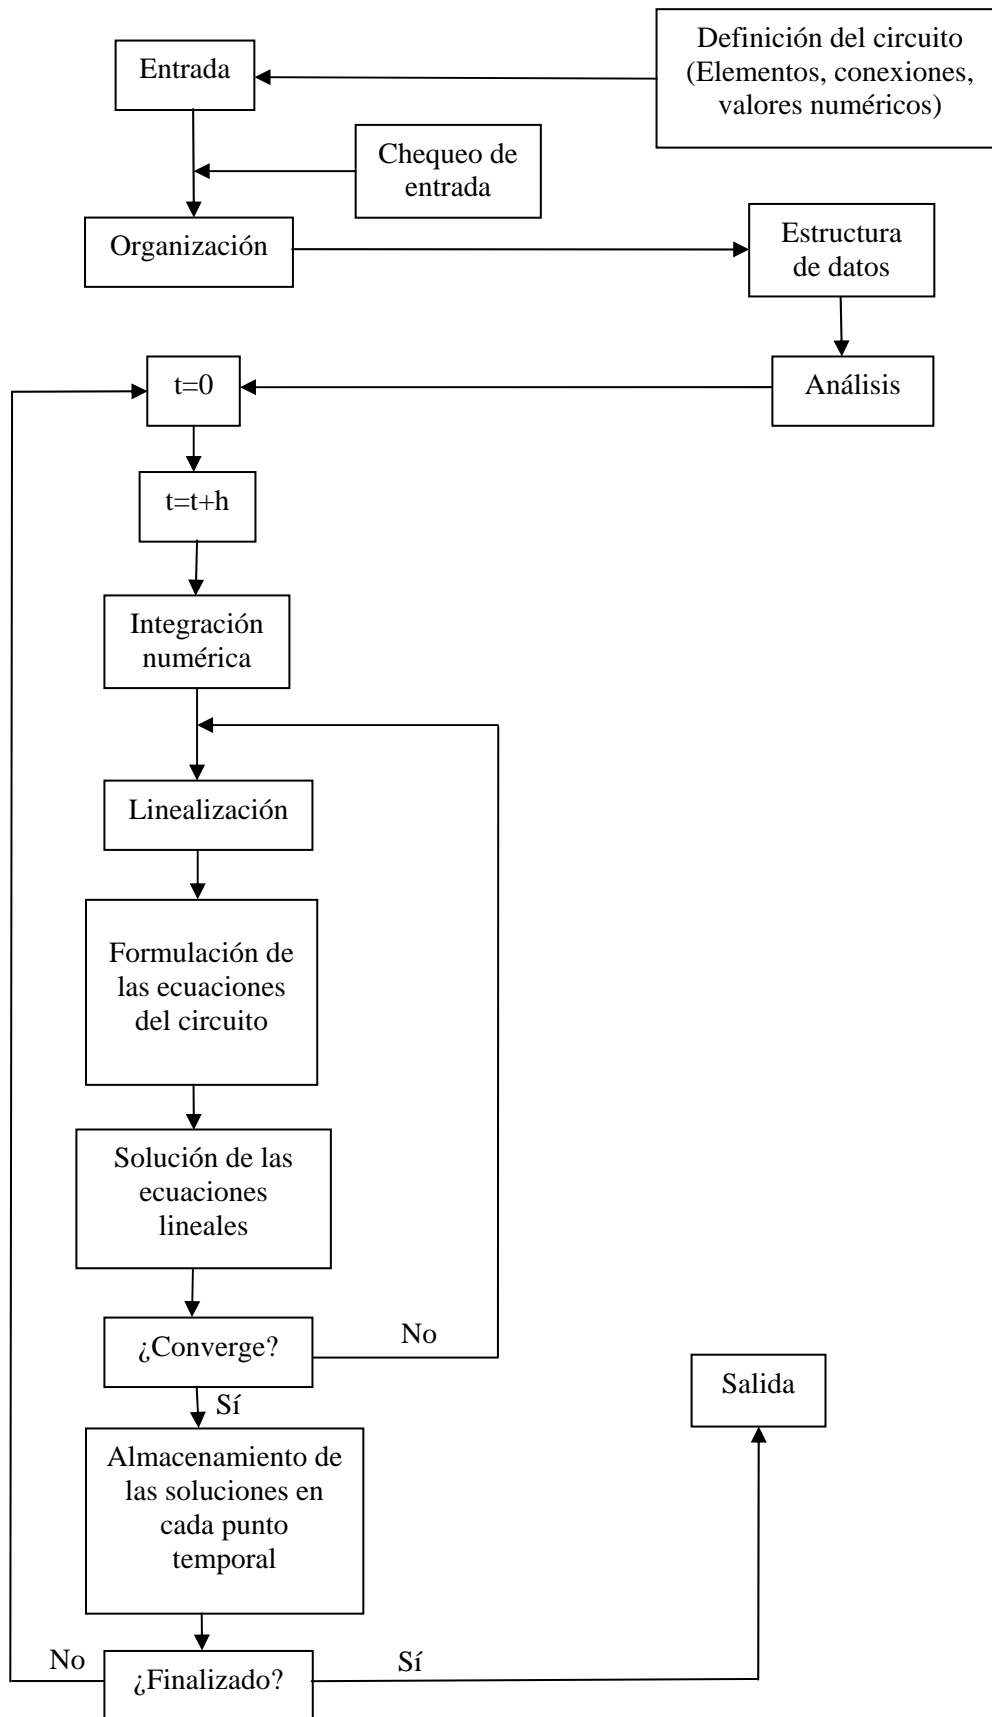 Definición del circuito
(Elementos, conexiones,
valores numéricos)
Entrada
Chequeo de
entrada
Organización
Estructura
de datos
Análisis
t=0
t=t+h
Integración
numérica
Linealización
Formulación de
las ecuaciones
del circuito
Solución de las
ecuaciones
lineales
¿Converge?
No
Sí
Almacenamiento de
las soluciones en
cada punto
temporal
¿Finalizado?
No
Sí
Salida